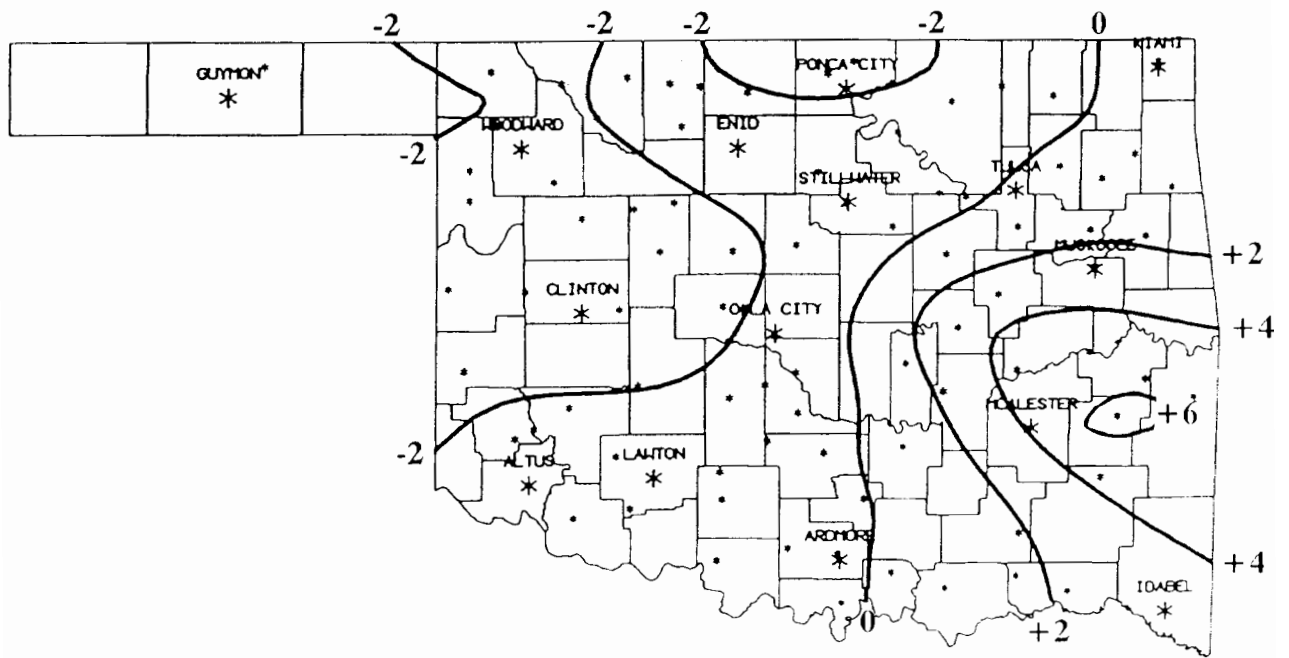 -2
-2
-2
-2
0
KIAMI
GUYMON
PONCA CITY
WOODWARD
ENID
-2
TULSA
STILLWATER
MUSKOGEE
+2
CLINTON
OKLA CITY
+4
MCALESTER
+6
-2
ALTUS
LAWTON
ARDMORE
+4
IDABEL
0
+2